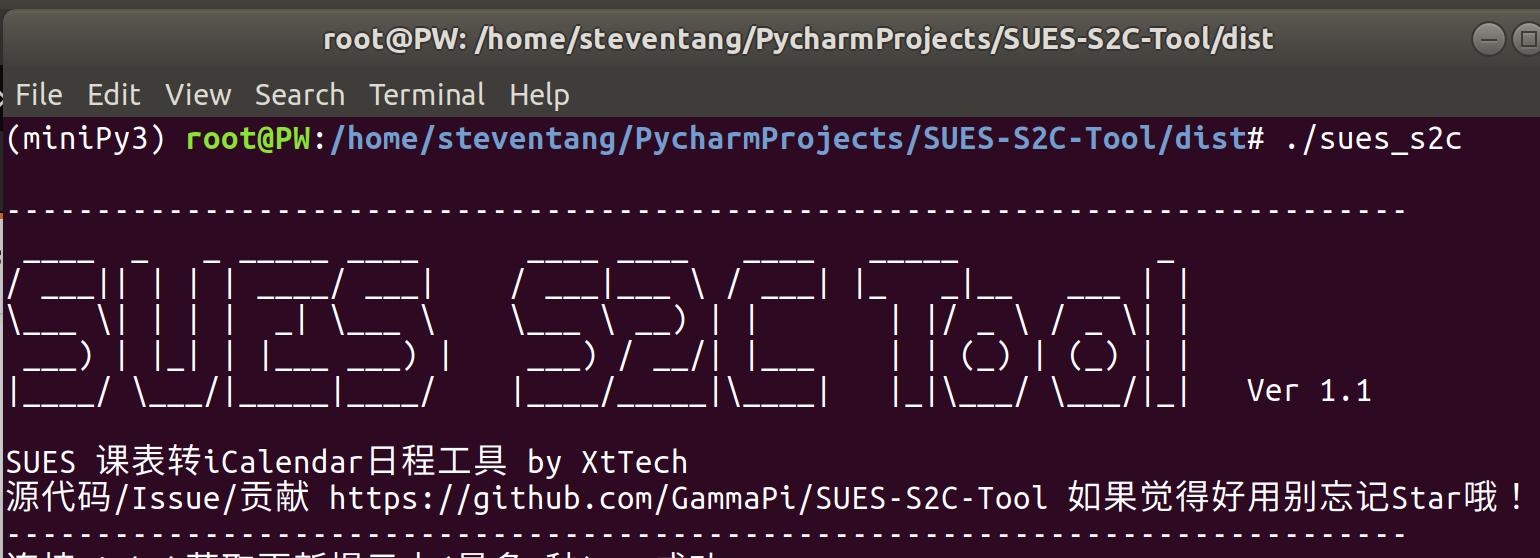 root@PW: /home/steventang/PycharmProjects/SUES-S2C-Tool/dist
File Edit View Search Terminal Help
(miniPy3) root@PW:/home/steventang/PycharmProjects/SUES-S2C-Tool/dist# ./sues_s2c
SUES S2C Tool Ver 1.1
SUES 课表转iCalendar日程工具 by XtTech
源代码/Issue/贡献 https://github.com/GammaPi/SUES-S2C-Tool 如果觉得好用别忘记Star哦！